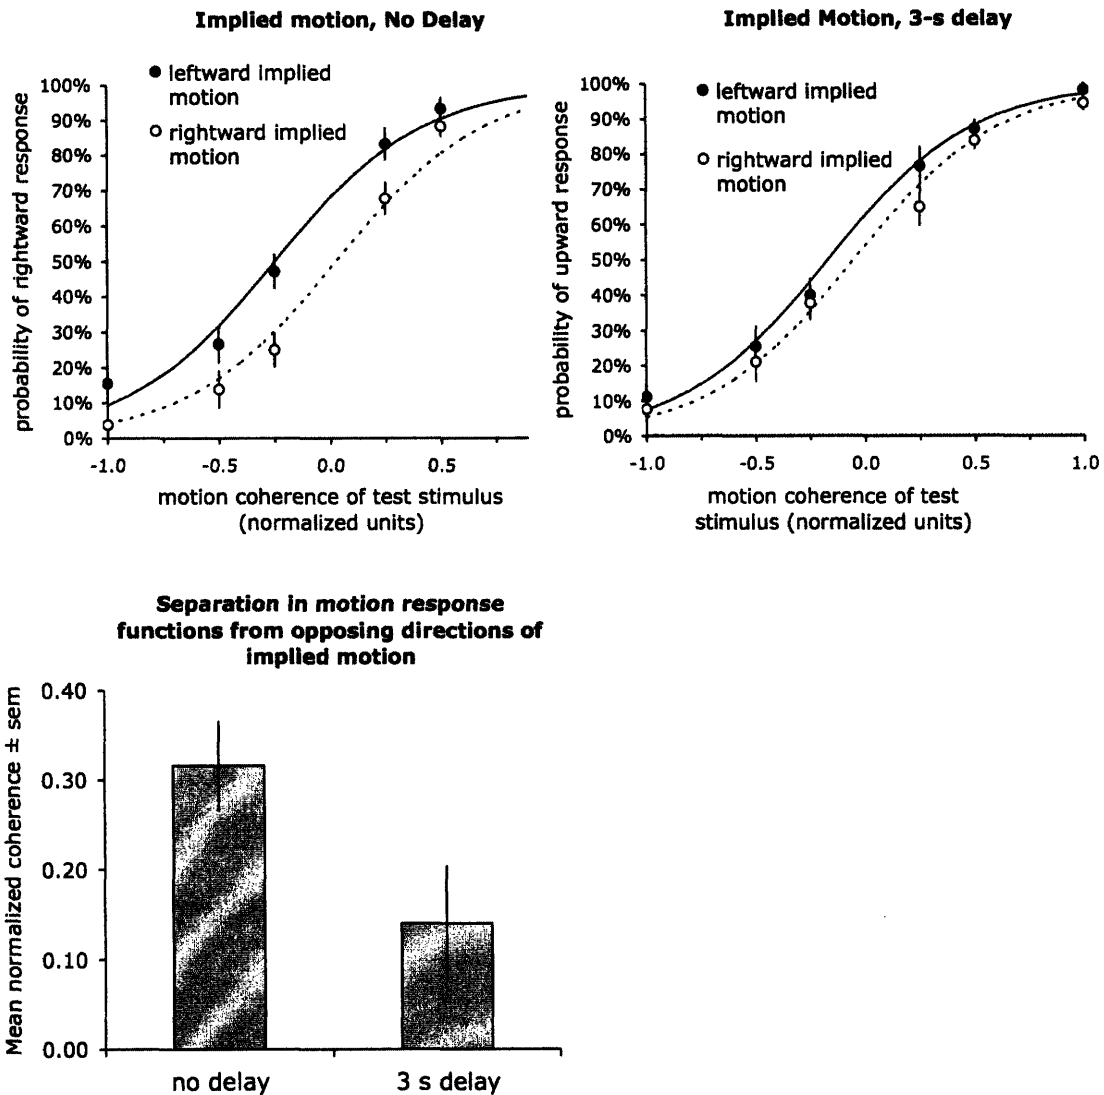 Implied motion, No Delay
leftward implied
motion
rightward implied
motion
probability of rightward response
100%
90%
80%
70%
60%
50%
40%
30%
20%
10%
0%
-1.0 -0.5 0.0 0.5
motion coherence of test stimulus
(normalized units)
Implied Motion, 3-s delay
leftward implied
motion
rightward implied
motion
probability of upward response
100%
90%
80%
70%
60%
50%
40%
30%
20%
10%
0%
-1.0 -0.5 0.0 0.5 1.0
motion coherence of test
stimulus (normalized units)
Separation in motion response
functions from opposing directions of
implied motion
Mean normalized coherence ± sem
0.40
0.30
0.20
0.10
0.00
no delay 3 s delay